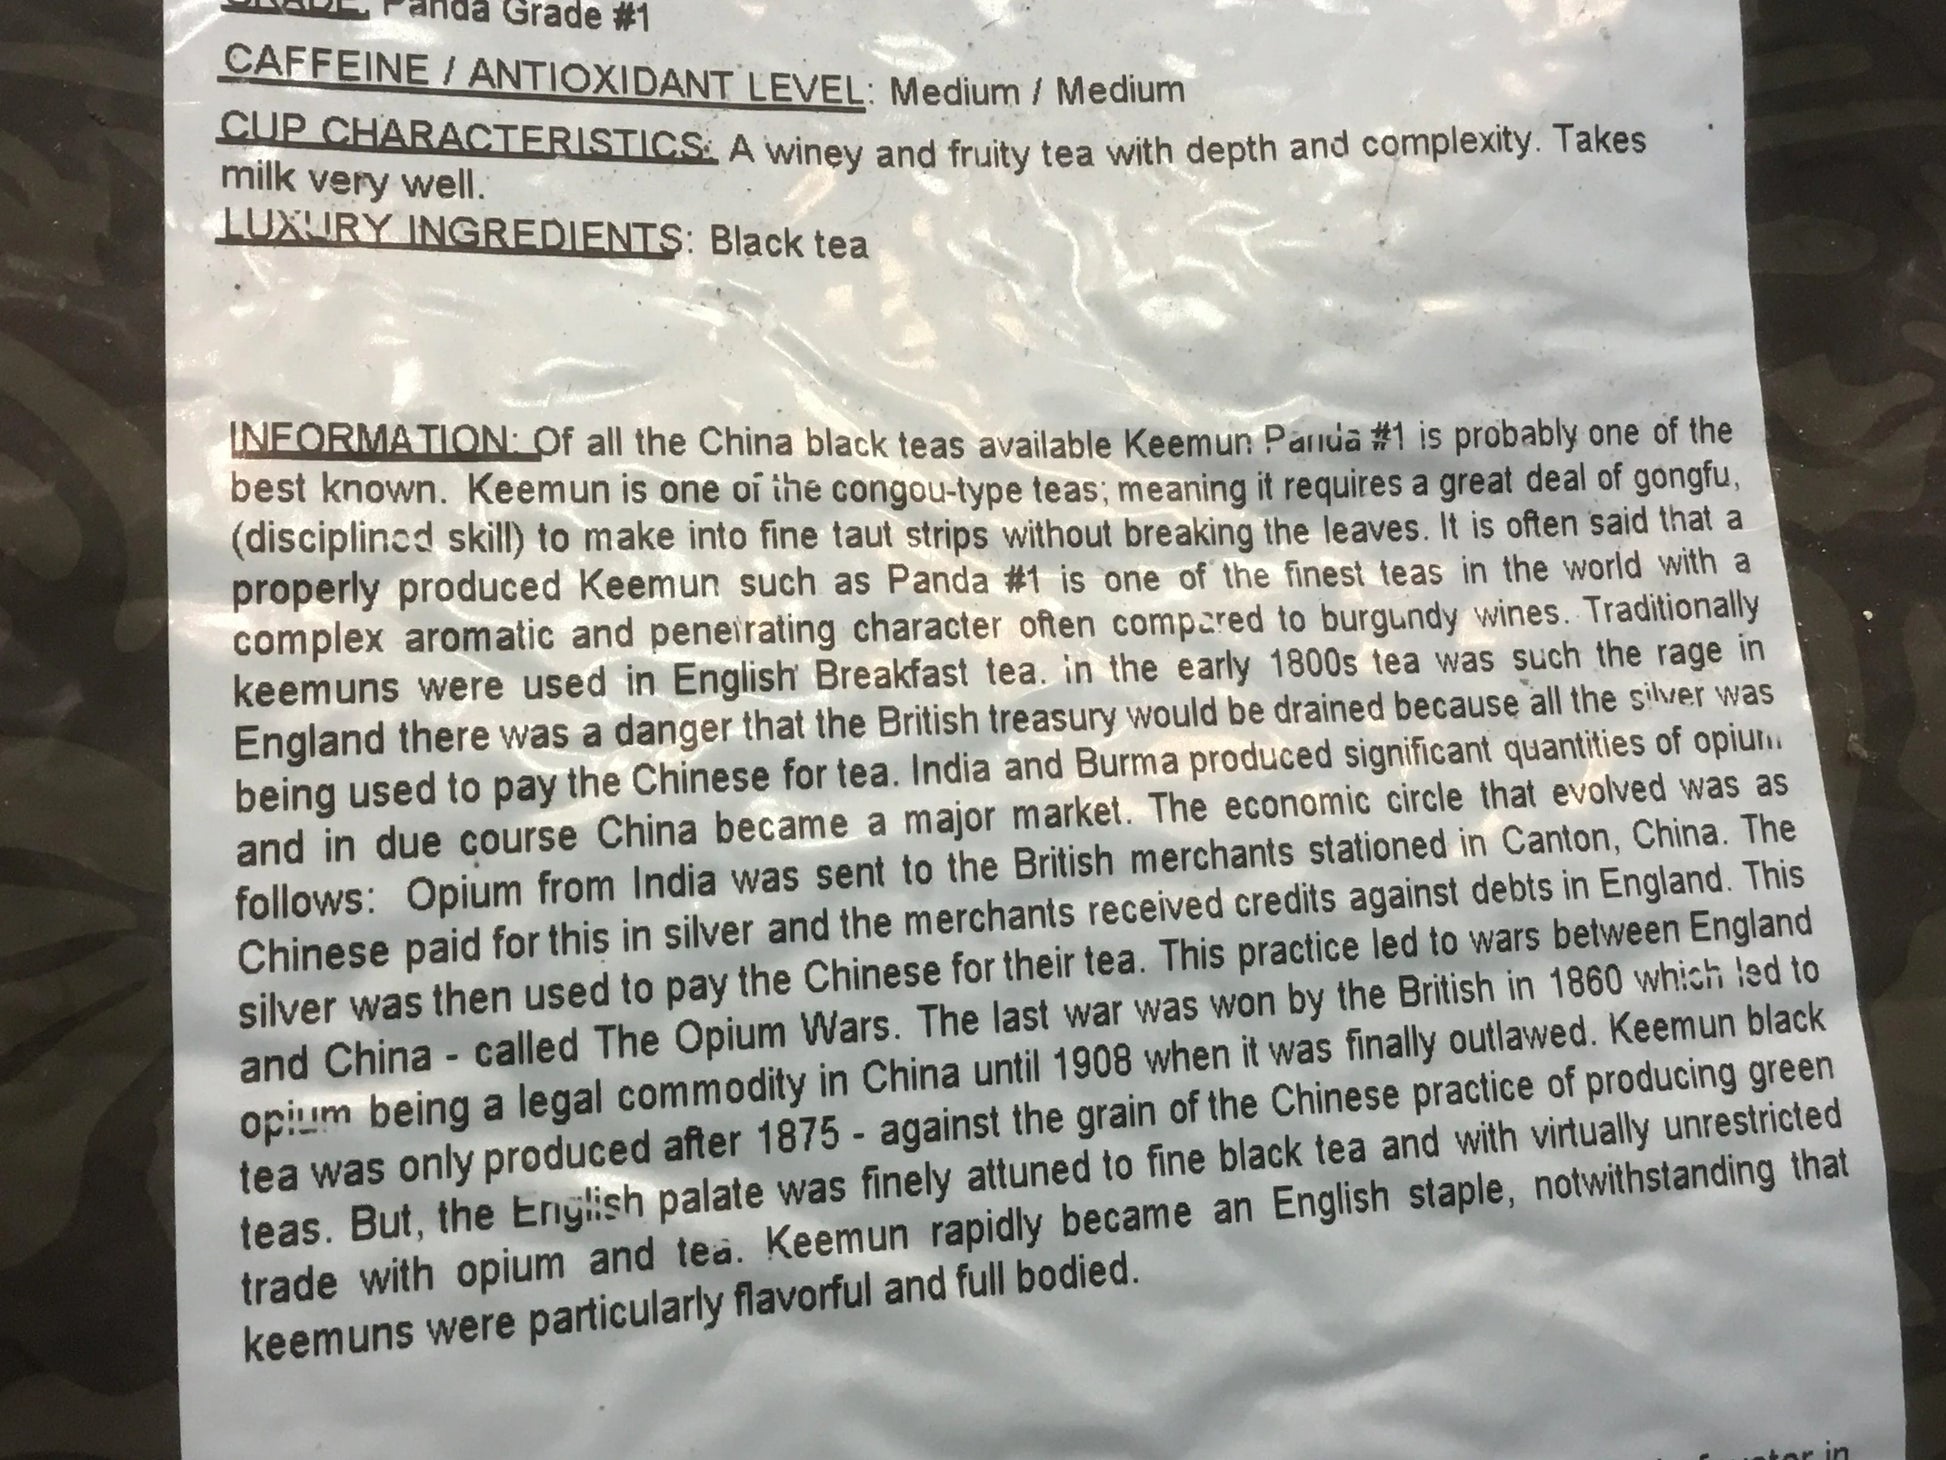 GRADE: Panda Grade #1
CAFFEINE / ANTIOXIDANT LEVEL: Medium / Medium
CUP CHARACTERISTICS: A winey and fruity tea with depth and complexity. Takes
milk very well.
LUXURY INGREDIENTS: Black tea
INFORMATION: Of all the China black teas available Keemun Panda #1 is probably one of the
best known. Keemun is one of the congou-type teas; meaning it requires a great deal of gongfu,
(disciplined skill) to make into fine taut strips without breaking the leaves. It is often said that a
properly produced Keemun such as Panda #1 is one of the finest teas in the world with a
complex aromatic and penetrating character often compared to burgundy wines. Traditionally
keemuns were used in English Breakfast tea. in the early 1800s tea was such the rage in
England there was a danger that the British treasury would be drained because all the silver was
being used to pay the Chinese for tea. India and Burma produced significant quantities of opium
and in due course China became a major market. The economic circle that evolved was as
follows: Opium from India was sent to the British merchants stationed in Canton, China. The
Chinese paid for this in silver and the merchants received credits against debts in England. This
silver was then used to pay the Chinese for their tea. This practice led to wars between England
and China - called The Opium Wars. The last war was won by the British in 1860 which led to
opium being a legal commodity in China until 1908 when it was finally outlawed. Keemun black
tea was only produced after 1875 - against the grain of the Chinese practice of producing green
teas. But, the English palate was finely attuned to fine black tea and with virtually unrestricted
trade with opium and tea. Keemun rapidly became an English staple, notwithstanding that
keemuns were particularly flavorful and full bodied.
water in